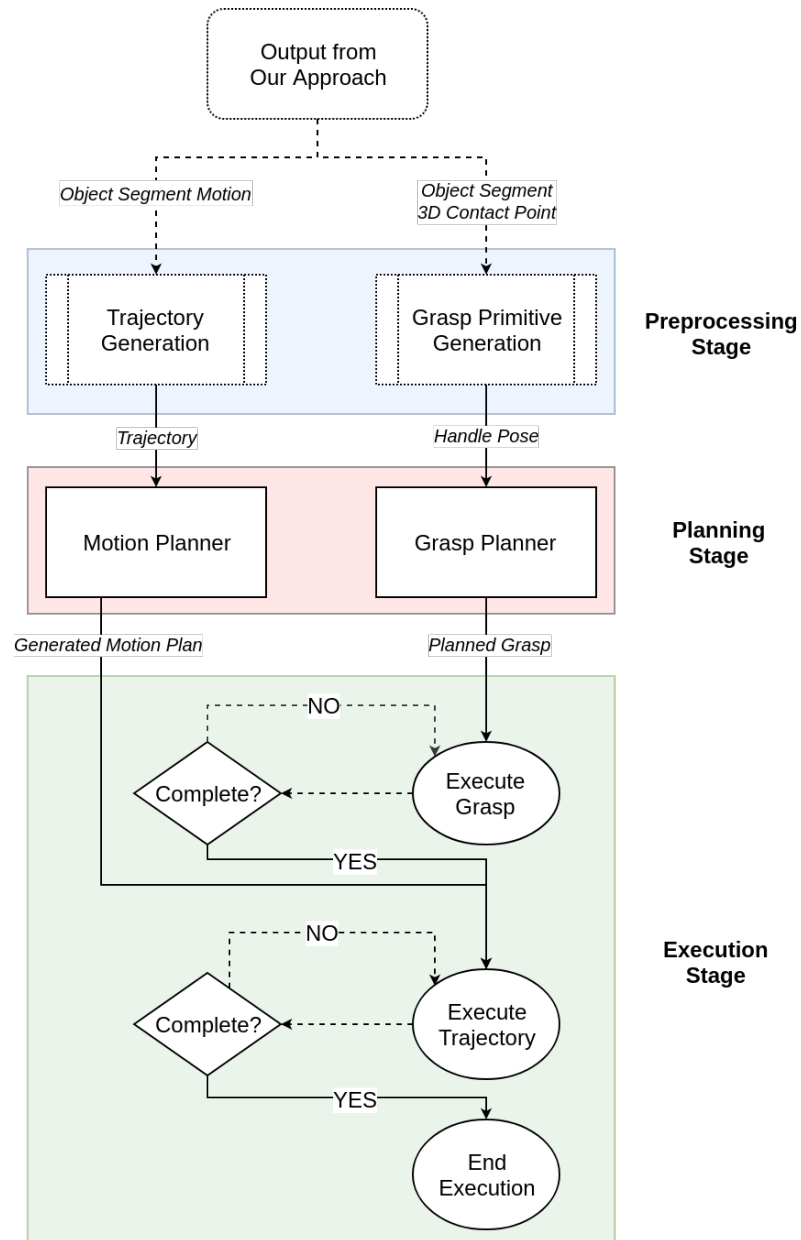 Output from
Our Approach
Object Segment Motion
Object Segment
3D Contact Point
Trajectory
Generation
Grasp Primitive
Generation
Preprocessing
Stage
Trajectory
Handle Pose
Motion Planner
Grasp Planner
Planning
Stage
Generated Motion Plan
Planned Grasp
NO
Complete?
Execute
Grasp
YES
NO
Execution
Stage
Complete?
Execute
Trajectory
YES
End
Execution